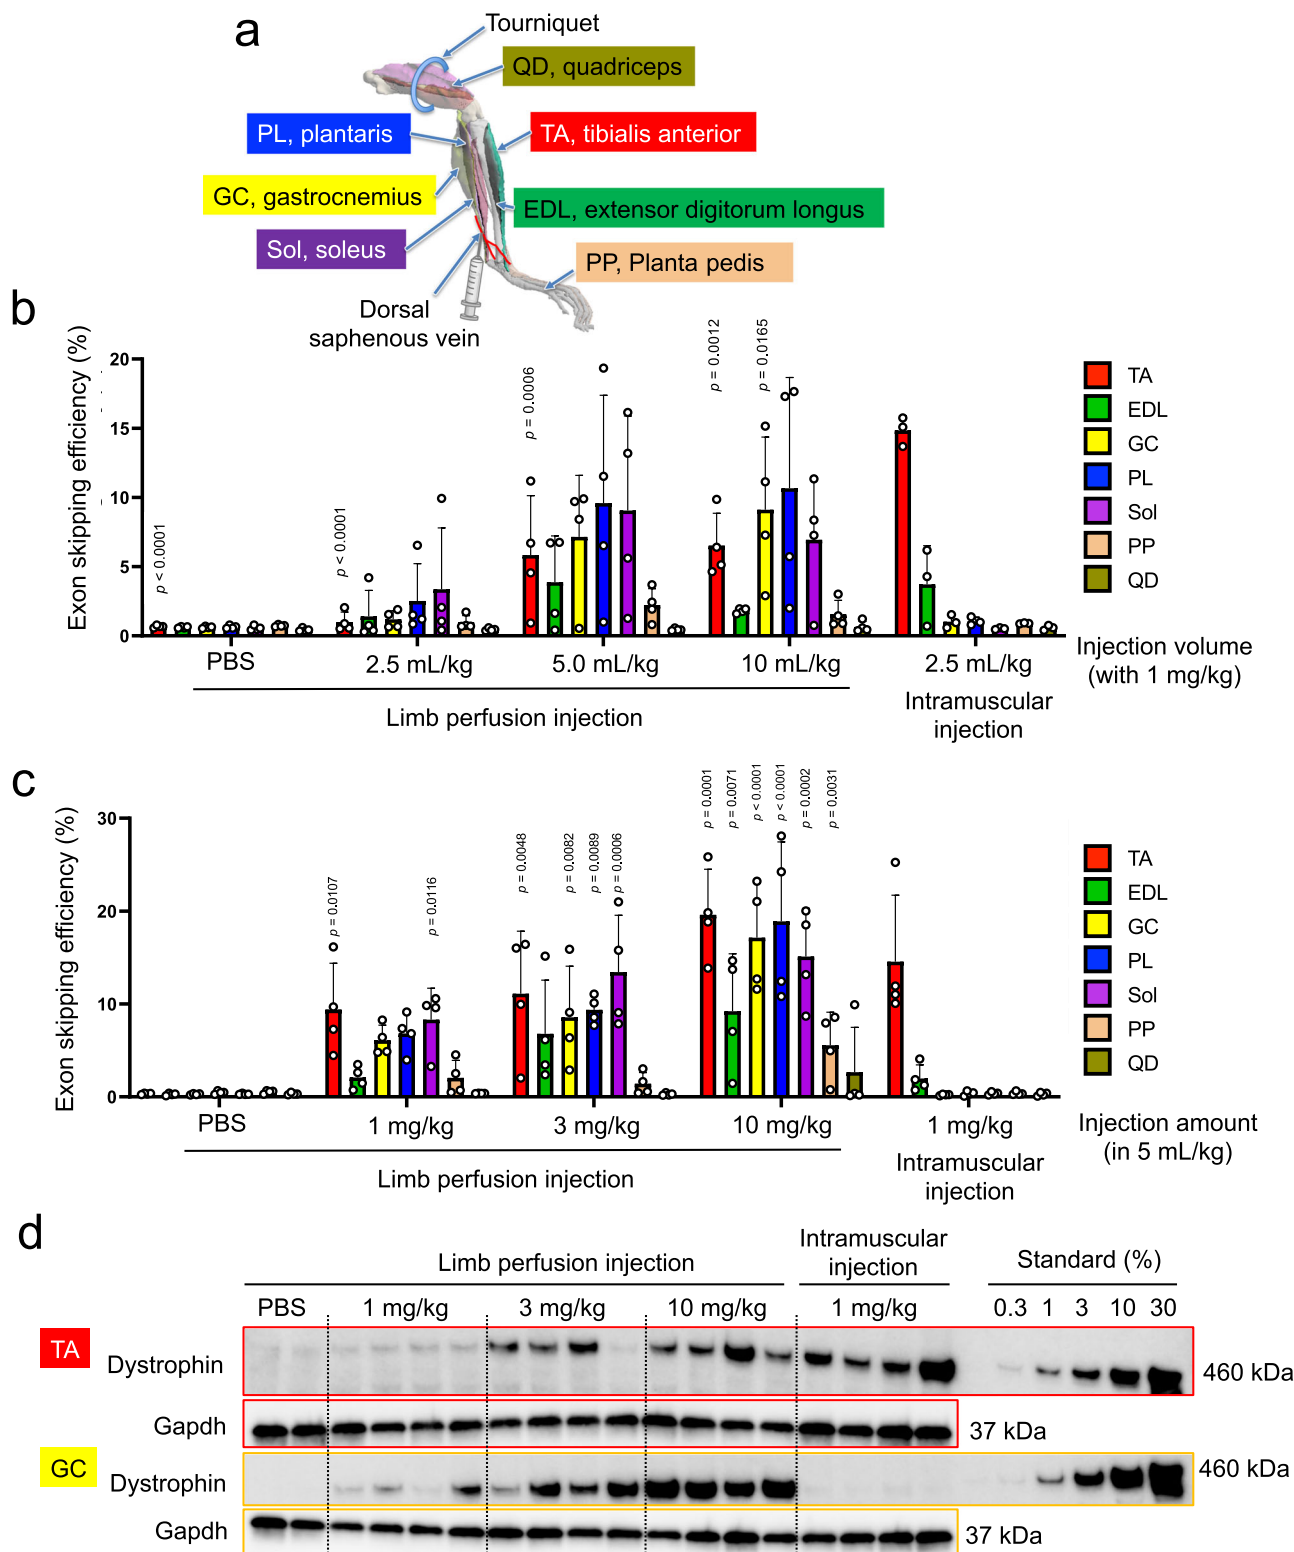 a
Tourniquet
QD, quadriceps
PL, plantaris
TA, tibialis anterior
GC, gastrocnemius
EDL, extensor digitorum longus
Sol, soleus
PP, Planta pedis
Dorsal
saphenous vein
b
Exon skipping efficiency (%)
20
15
10
5
0
p < 0.0001
p < 0.0001
p = 0.0006
p = 0.0012
p = 0.0165
TA
EDL
GC
PL
Sol
PP
QD
PBS
2.5 mL/kg
5.0 mL/kg
10 mL/kg
2.5 mL/kg
Injection volume
(with 1 mg/kg)
Limb perfusion injection
Intramuscular
injection
c
Exon skipping efficiency (%)
30
20
10
0
p = 0.0107
p = 0.0116
p = 0.0048
p = 0.0082
p = 0.0089
p = 0.0006
p = 0.0001
p = 0.0071
p < 0.0001
p < 0.0001
p = 0.0002
p = 0.0031
TA
EDL
GC
PL
Sol
PP
QD
PBS
1 mg/kg
3 mg/kg
10 mg/kg
1 mg/kg
Injection amount
(in 5 mL/kg)
Limb perfusion injection
Intramuscular
injection
d
Limb perfusion injection
Intramuscular
injection
Standard (%)
PBS
1 mg/kg
3 mg/kg
10 mg/kg
1 mg/kg
0.3 1 3 10 30
TA
Dystrophin
460 kDa
Gapdh
37 kDa
GC
Dystrophin
460 kDa
Gapdh
37 kDa